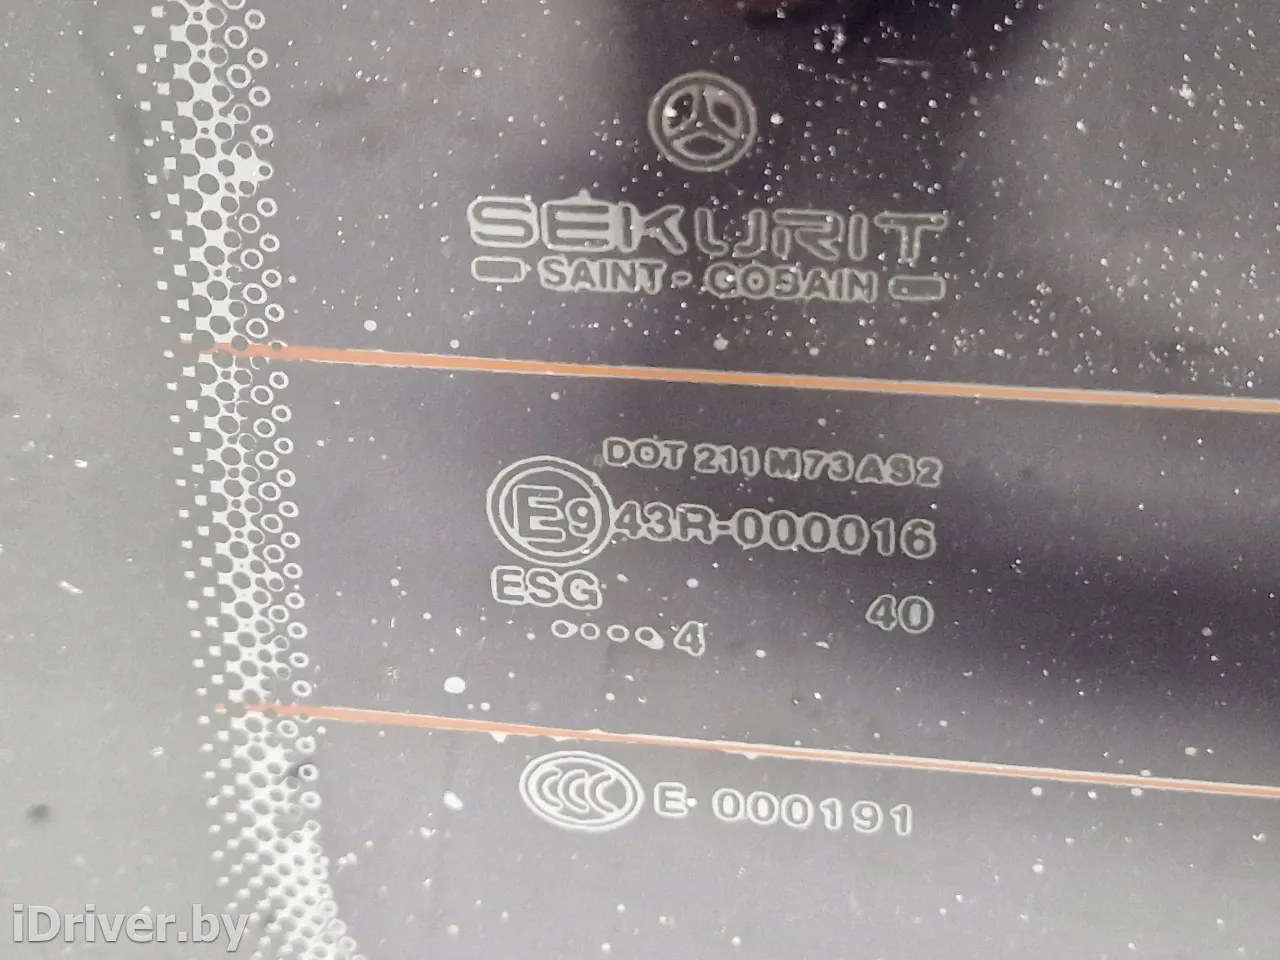 SEKURIT
SAINT-GOBAIN
DOT 211 M73 AS2
E9 43R-000016
ESG
40
....4
CCC E 000191
iDriver.by